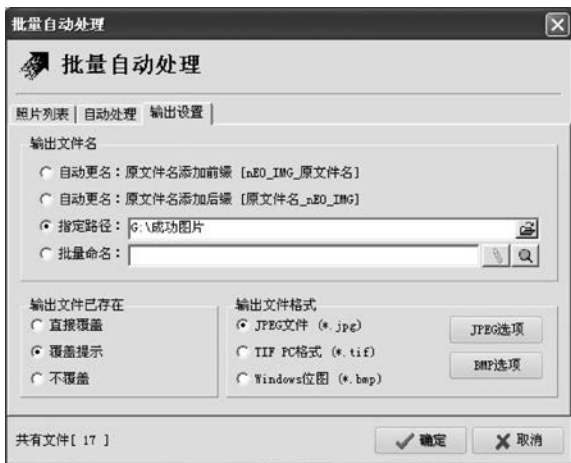 批量自动处理
批量自动处理
照片列表 自动处理 输出设置
输出文件名
自动更名：原文件名添加前缀 [nEO_IMG_原文件名]
自动更名：原文件名添加后缀 [原文件名_nEO_IMG]
指定路径：G:\成功图片
批量命名：
输出文件已存在
直接覆盖
覆盖提示
不覆盖
输出文件格式
JPEG文件 (*.jpg)
TIF PC格式 (*.tif)
Windows位图 (*.bmp)
JPEG选项
BMP选项
共有文件[ 17 ]
确定
取消